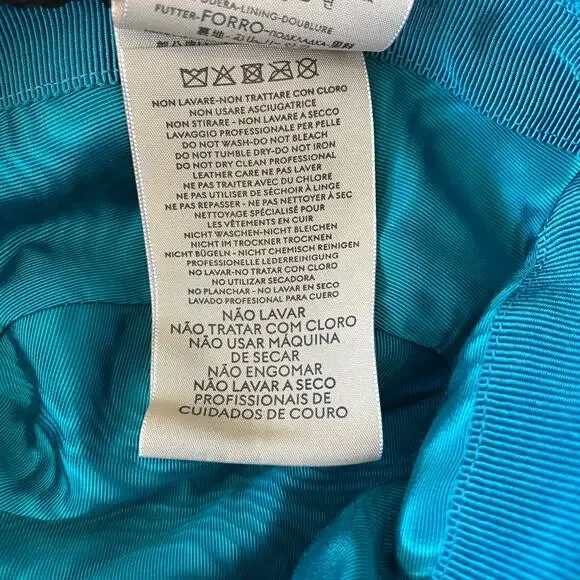 FODERA-LINING-DOUBLURE
FUTTER-FORRO-ПОДКЛАДКА-里料
裏地
NON LAVARE-NON TRATTARE CON CLORO
NON USARE ASCIUGATRICE
NON STIRARE - NON LAVARE A SECCO
LAVAGGIO PROFESSIONALE PER PELLE
DO NOT WASH-DO NOT BLEACH
DO NOT TUMBLE DRY-DO NOT IRON
DO NOT DRY CLEAN PROFESSIONAL
LEATHER CARE NE PAS LAVER
NE PAS TRAITER AVEC DU CHLORE
NE PAS UTILISER DE SÉCHOIR À LINGE
NE PAS REPASSER - NE PAS NETTOYER À SEC
NETTOYAGE SPÉCIALISÉ POUR
LES VÊTEMENTS EN CUIR
NICHT WASCHEN-NICHT BLEICHEN
NICHT IM TROCKNER TROCKNEN
NICHT BÜGELN - NICHT CHEMISCH REINIGEN
PROFESSIONELLE LEDERREINIGUNG
NO LAVAR-NO TRATAR CON CLORO
NO UTILIZAR SECADORA
NO PLANCHAR - NO LAVAR EN SECO
LAVADO PROFESIONAL PARA CUERO
NÃO LAVAR
NÃO TRATAR COM CLORO
NÃO USAR MÁQUINA
DE SECAR
NÃO ENGOMAR
NÃO LAVAR A SECO
PROFISSIONAIS DE
CUIDADOS DE COURO